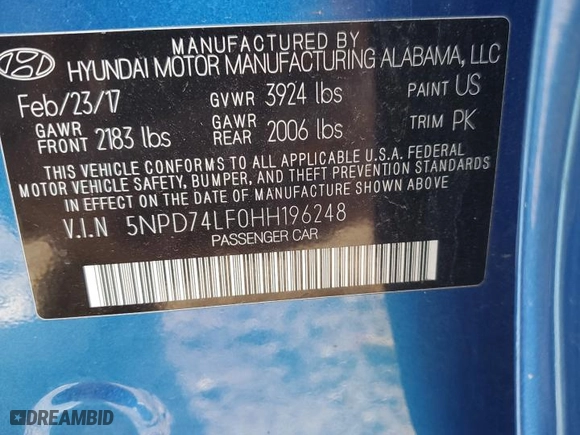 MANUFACTURED BY
HYUNDAI MOTOR MANUFACTURING ALABAMA, LLC
Feb/23/17 GVWR 3924 lbs PAINT US
GAWR FRONT 2183 lbs GAWR REAR 2006 lbs TRIM PK
THIS VEHICLE CONFORMS TO ALL APPLICABLE U.S.A. FEDERAL
MOTOR VEHICLE SAFETY, BUMPER, AND THEFT PREVENTION STANDARDS
IN EFFECT ON THE DATE OF MANUFACTURE SHOWN ABOVE
V.I.N 5NPD74LF0HH196248
PASSENGER CAR
DREAMBID